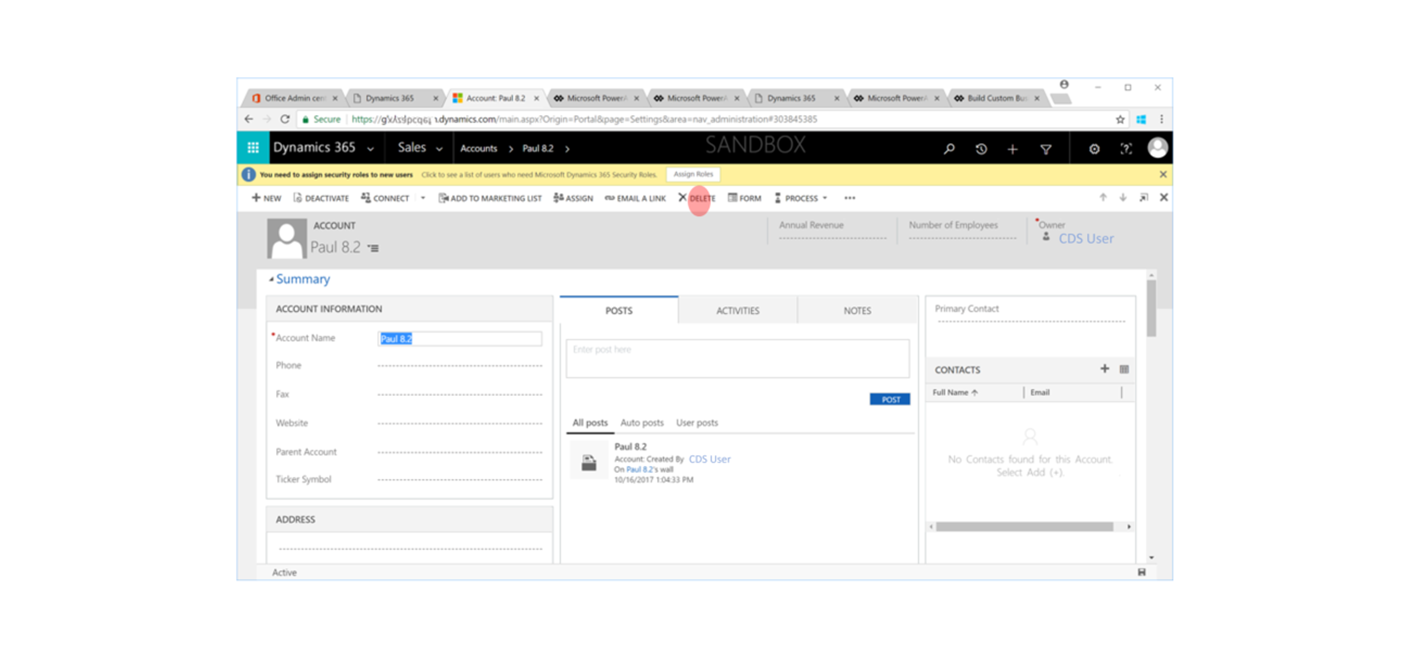 Office Admin cen
Dynamics 365
Account: Paul 8.2
Microsoft PowerA
Microsoft PowerA
Dynamics 365
Microsoft PowerA
Build Custom Bus
Secure
.dynamics.com/main.aspx?Origin=Portal&page=Settings&area=nav_administration#303845385
Dynamics 365 Sales Accounts > Paul 8.2 > SANDBOX
You need to assign security roles to new users Click to see a list of users who need Microsoft Dynamics 365 Security Roles. Assign Roles
NEW DEACTIVATE CONNECT ADD TO MARKETING LIST ASSIGN EMAIL A LINK DELETE FORM PROCESS •••
ACCOUNT
Paul 8.2
Annual Revenue
Number of Employees
*Owner
CDS User
Summary
ACCOUNT INFORMATION
*Account Name Paul 8.2
Phone
Fax
Website
Parent Account
Ticker Symbol
ADDRESS
POSTS ACTIVITIES NOTES
Enter post here
POST
All posts Auto posts User posts
Paul 8.2
Account: Created By CDS User
On Paul 8.2's wall
10/16/2017 1:04:33 PM
Primary Contact
CONTACTS
Full Name ↑ Email
No Contacts found for this Account.
Select Add (+).
Active